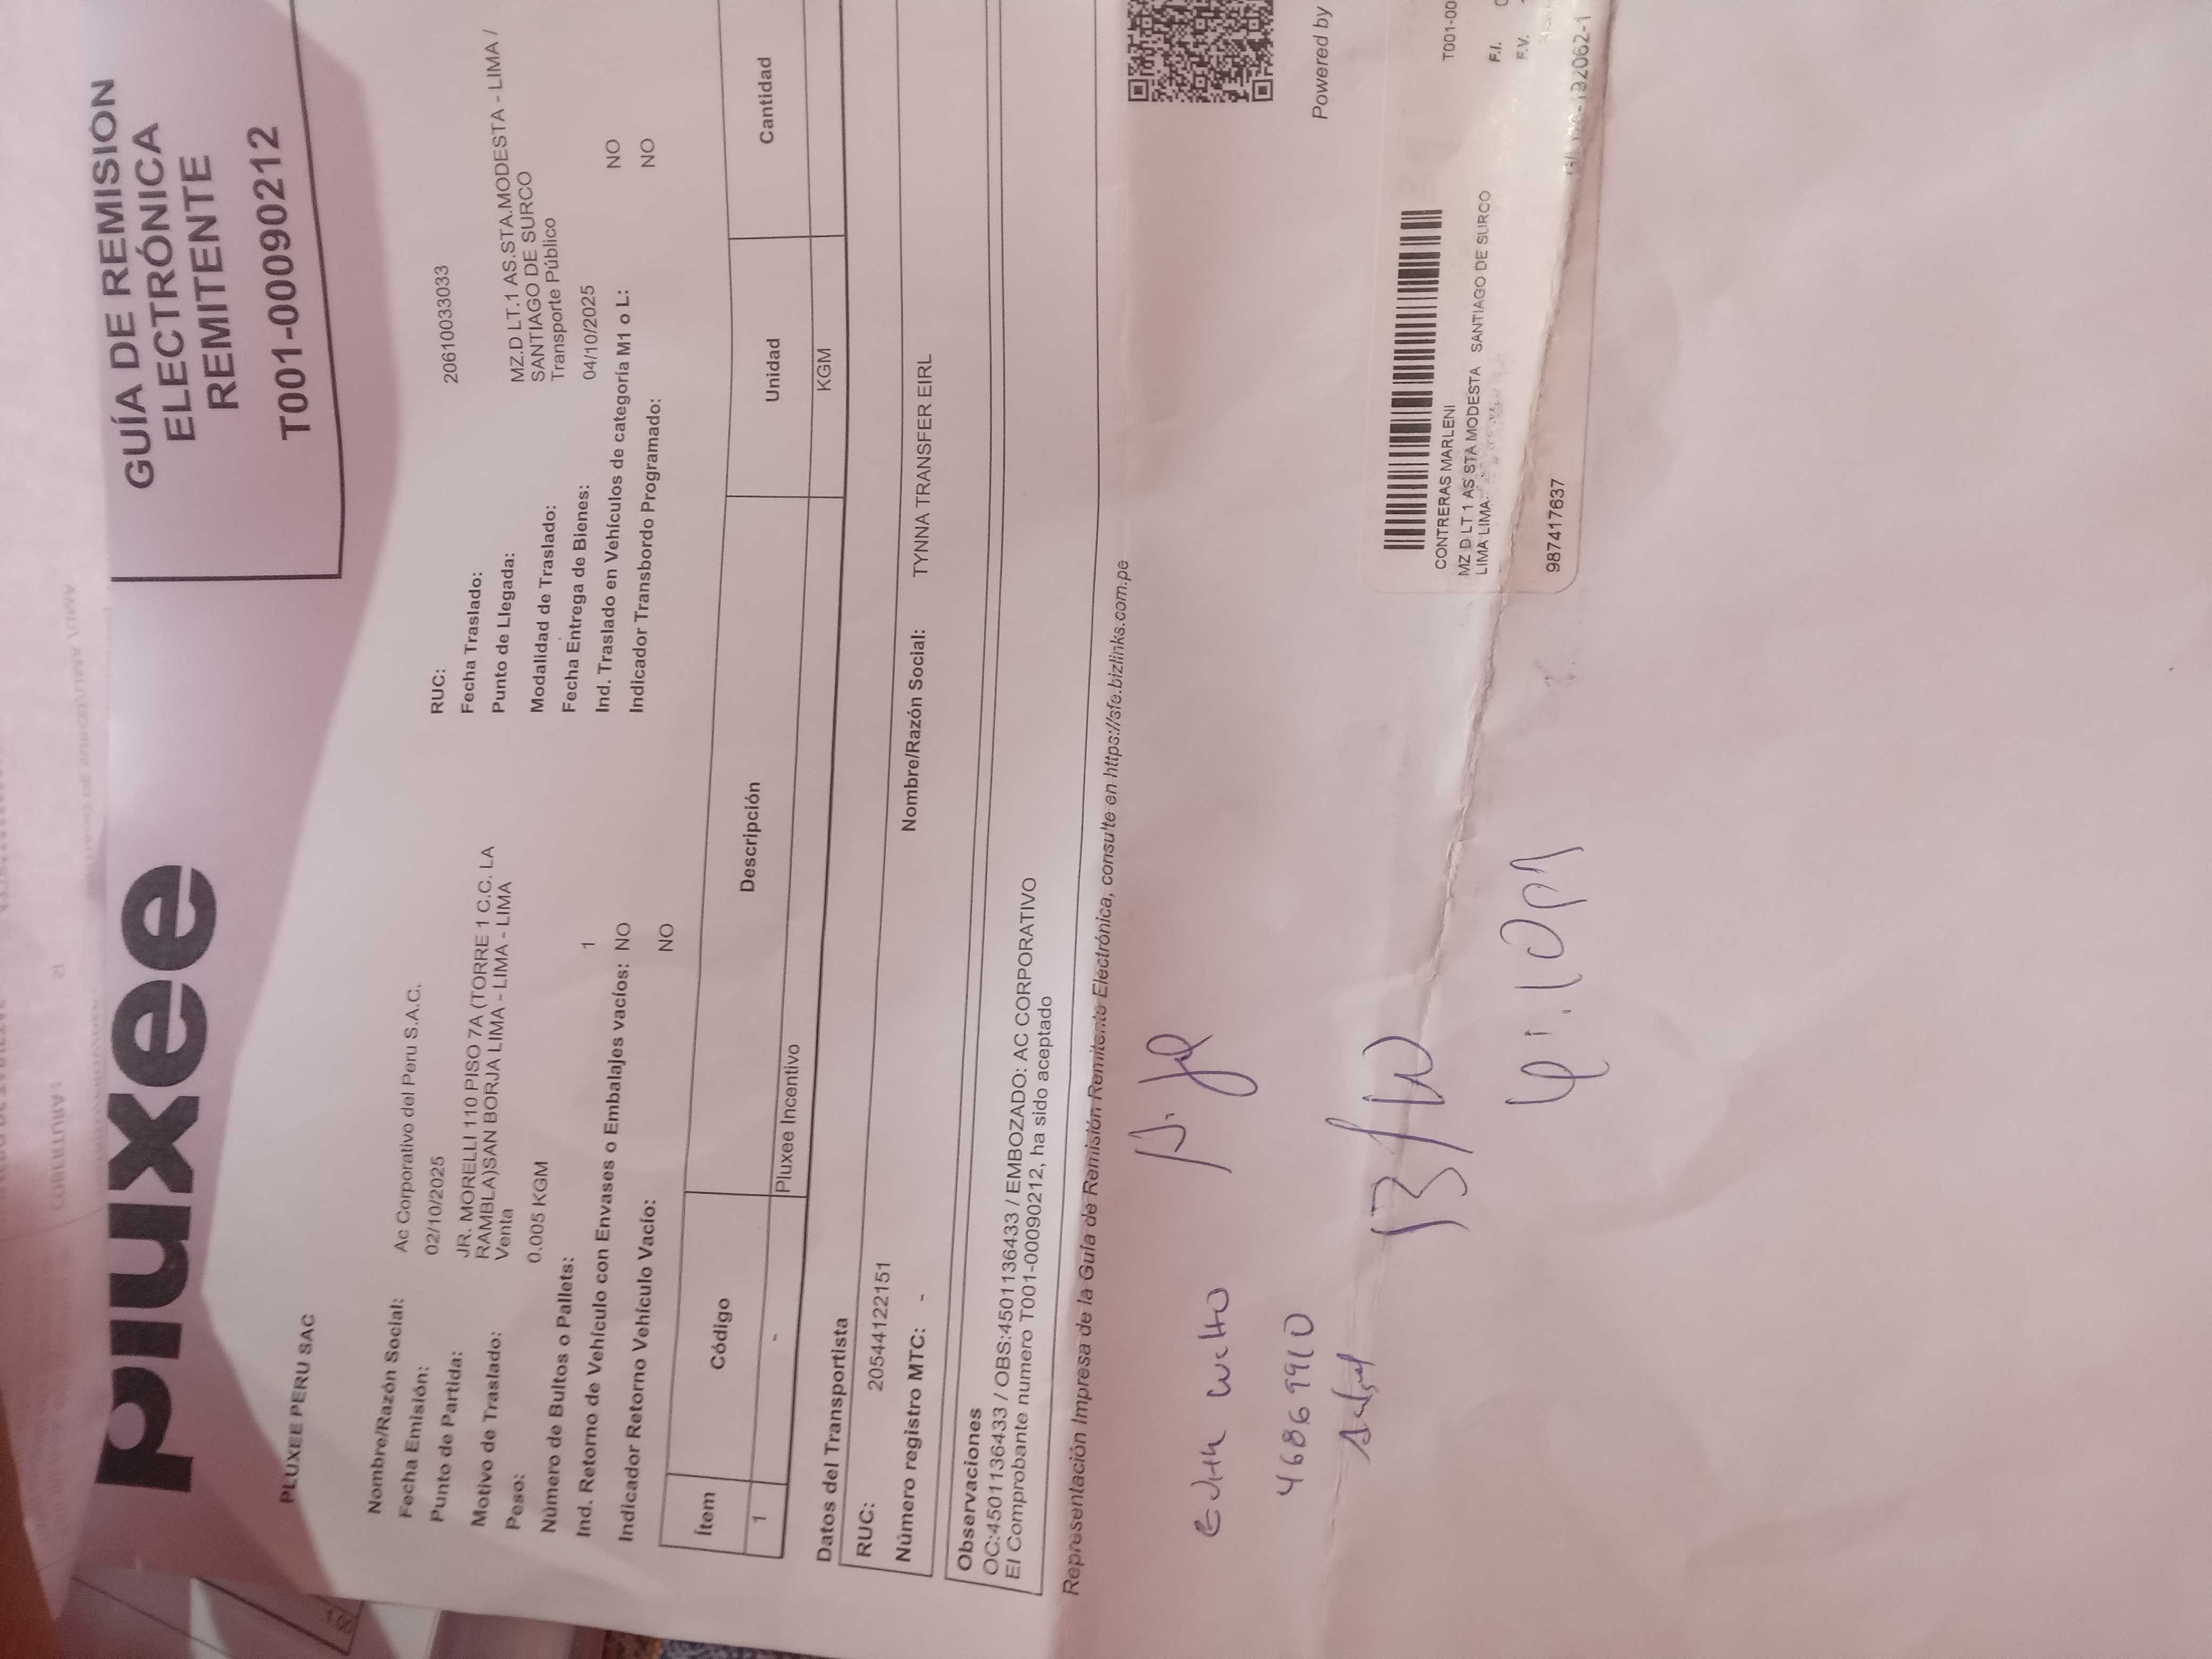 pluxee
GUÍA DE REMISIÓN
ELECTRÓNICA
REMITENTE
T001-00090212
PLUXEE PERU SAC
Nombre/Razón Social: Ac Corporativo del Peru S.A.C. RUC: 20610033033
Fecha Emisión: 02/10/2025 Fecha Traslado:
Punto de Partida: JR. MORELLI 110 PISO 7A (TORRE 1 C.C. LA Punto de Llegada: MZ.D LT.1 AS.STA.MODESTA - LIMA /
RAMBLA)SAN BORJA LIMA - LIMA - LIMA SANTIAGO DE SURCO
Motivo de Traslado: Venta Modalidad de Traslado: Transporte Público
Peso: 0.005 KGM Fecha Entrega de Bienes: 04/10/2025
Número de Bultos o Pallets: 1 Ind. Traslado en Vehículos de categoría M1 o L: NO
Ind. Retorno de Vehículo con Envases o Embalajes vacíos: NO Indicador Transbordo Programado: NO
Indicador Retorno Vehículo Vacío: NO
Ítem Código Descripción Unidad Cantidad
1 - Pluxee Incentivo KGM
Datos del Transportista
RUC: 20544122151
Número registro MTC: - Nombre/Razón Social: TYNNA TRANSFER EIRL
Observaciones
OC:4501136433 / OBS:4501136433 / EMBOZADO: AC CORPORATIVO
El Comprobante numero T001-00090212, ha sido aceptado
Representación Impresa de la Guía de Remisión Remitente Electrónica, consulte en https://sfe.bizlinks.com.pe
Powered by
46869910
13/10
4:10pm
T001-00
CONTRERAS MARLENI
MZ D LT 1 AS STA MODESTA SANTIAGO DE SURCO
LIMA LIMA
F.I.
F.V.
987417637